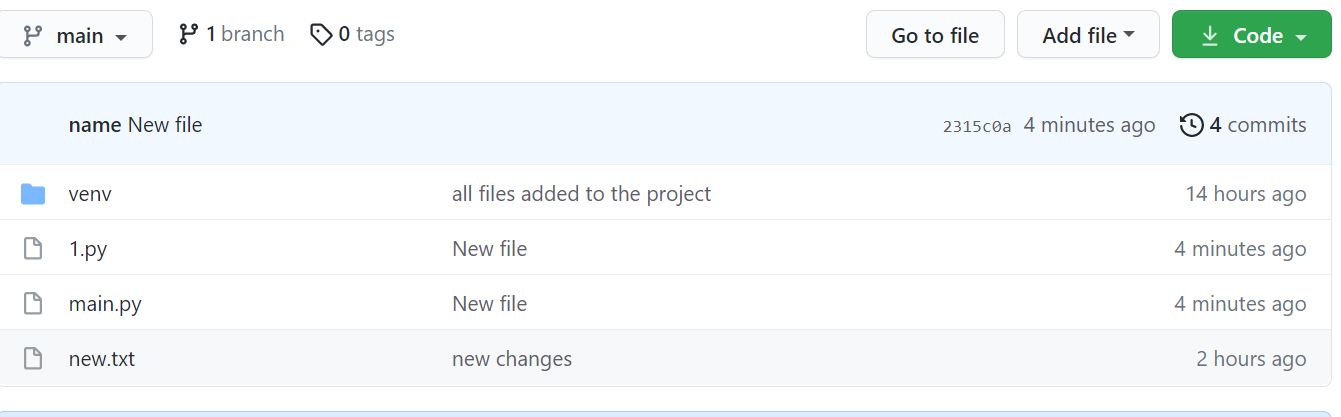 main 1 branch 0 tags Go to file Add file Code
name New file 2315c0a 4 minutes ago 4 commits
venv all files added to the project 14 hours ago
1.py New file 4 minutes ago
main.py New file 4 minutes ago
new.txt new changes 2 hours ago